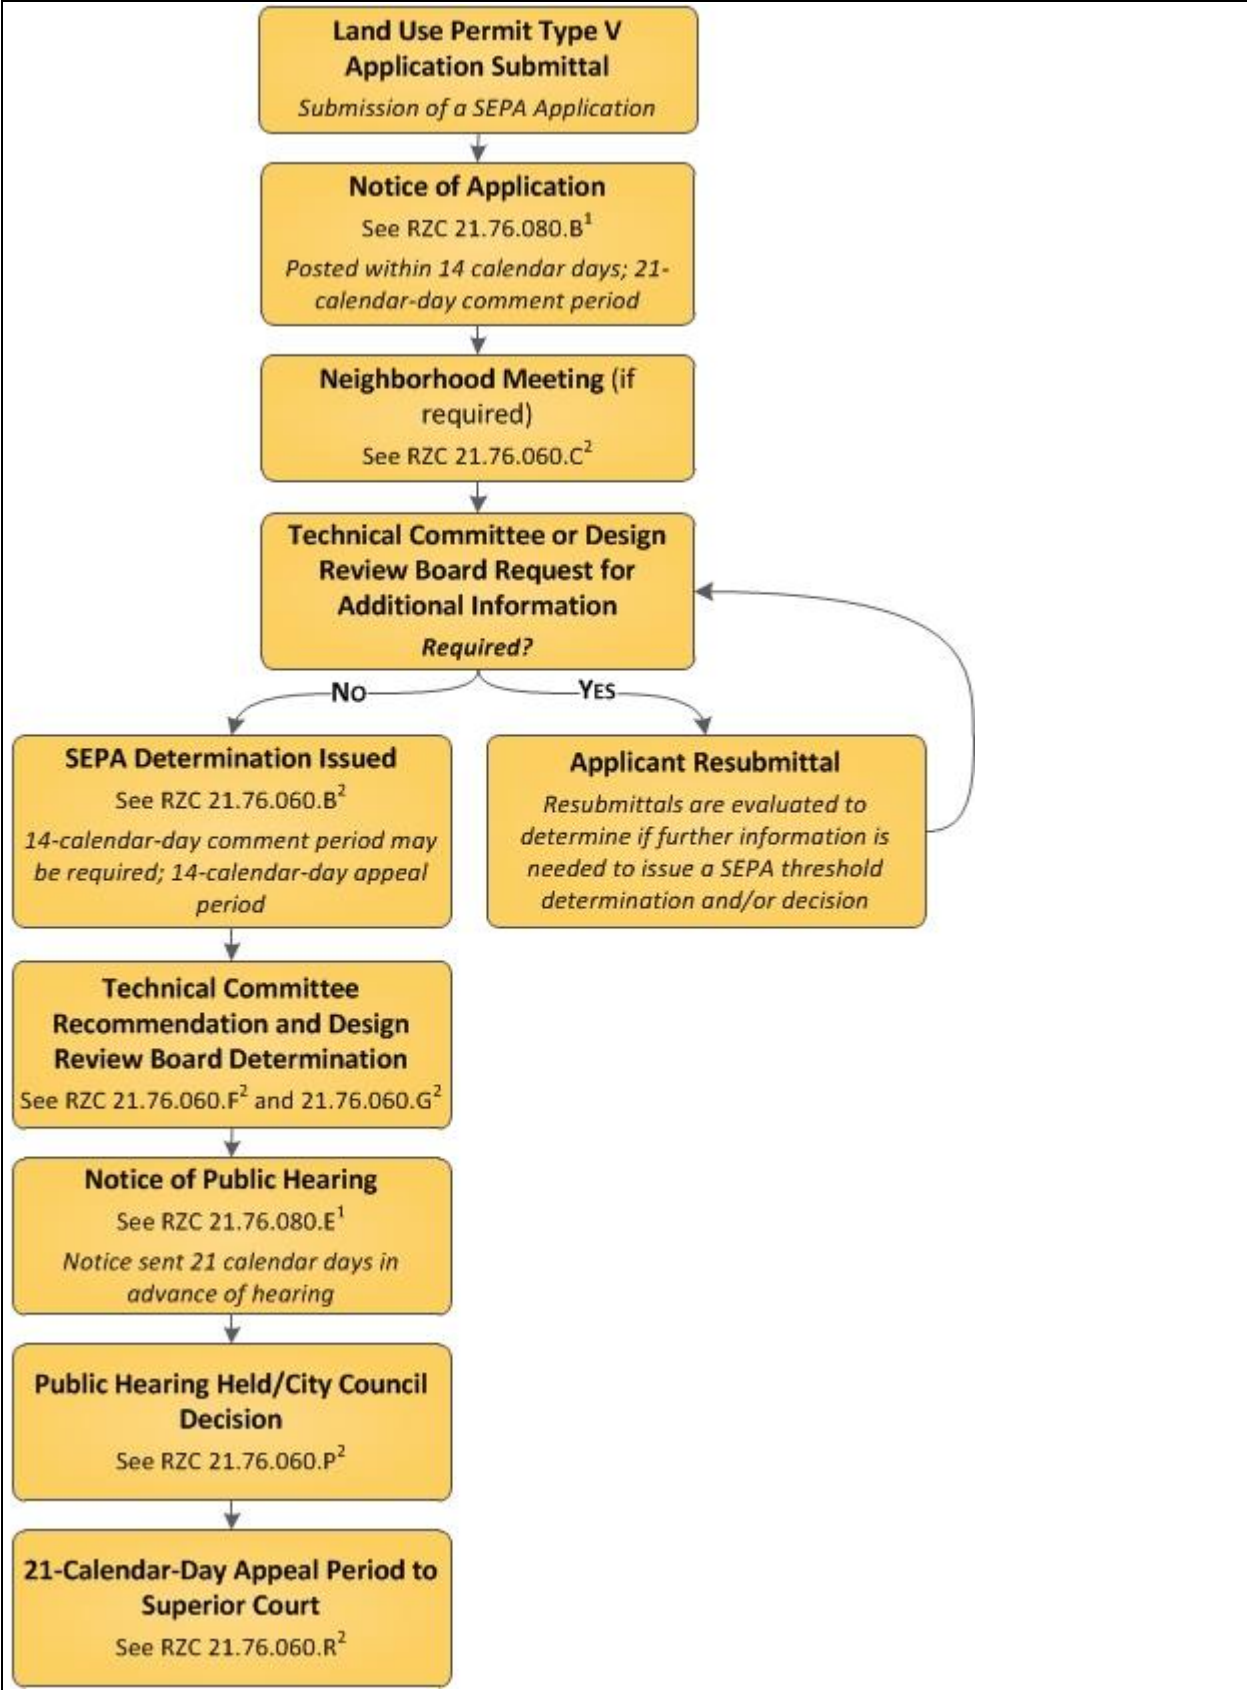 Land Use Permit Type V
Application Submittal
Submission of a SEPA Application
Notice of Application
See RZC 21.76.080.B¹
Posted within 14 calendar days; 21-
calendar-day comment period
Neighborhood Meeting (if
required)
See RZC 21.76.060.C²
Technical Committee or Design
Review Board Request for
Additional Information
Required?
NO
YES
SEPA Determination Issued
See RZC 21.76.060.B²
14-calendar-day comment period may
be required; 14-calendar-day appeal
period
Applicant Resubmittal
Resubmittals are evaluated to
determine if further information is
needed to issue a SEPA threshold
determination and/or decision
Technical Committee
Recommendation and Design
Review Board Determination
See RZC 21.76.060.F² and 21.76.060.G²
Notice of Public Hearing
See RZC 21.76.080.E¹
Notice sent 21 calendar days in
advance of hearing
Public Hearing Held/City Council
Decision
See RZC 21.76.060.P²
21-Calendar-Day Appeal Period to
Superior Court
See RZC 21.76.060.R²